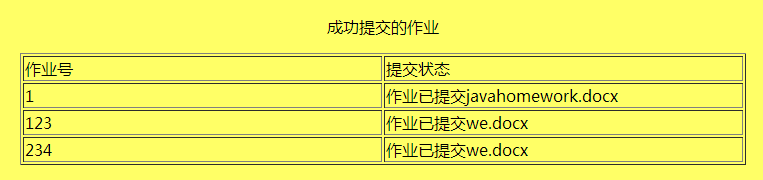 成功提交的作业
作业号 提交状态
1 作业已提交javahomework.docx
123 作业已提交we.docx
234 作业已提交we.docx